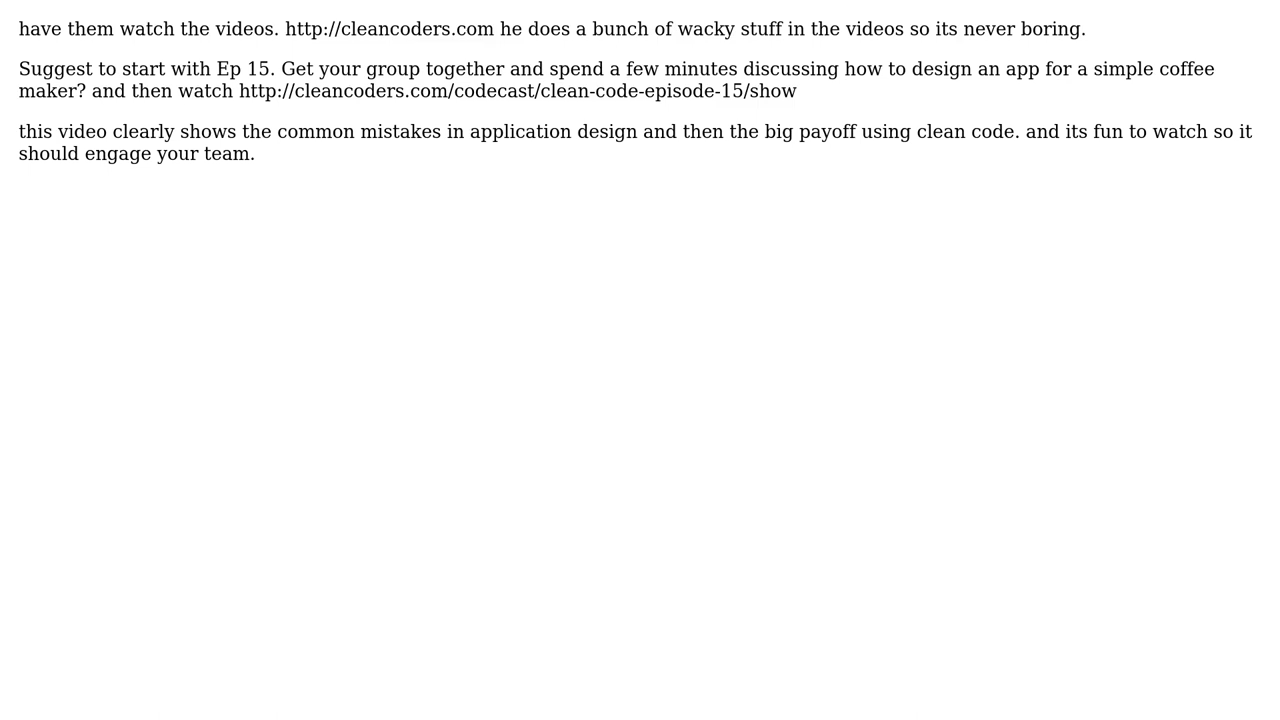 have them watch the videos. http://cleancoders.com he does a bunch of wacky stuff in the videos so its never boring.
Suggest to start with Ep 15. Get your group together and spend a few minutes discussing how to design an app for a simple coffee
maker? and then watch http://cleancoders.com/codecast/clean-code-episode-15/show
this video clearly shows the common mistakes in application design and then the big payoff using clean code. and its fun to watch so it
should engage your team.